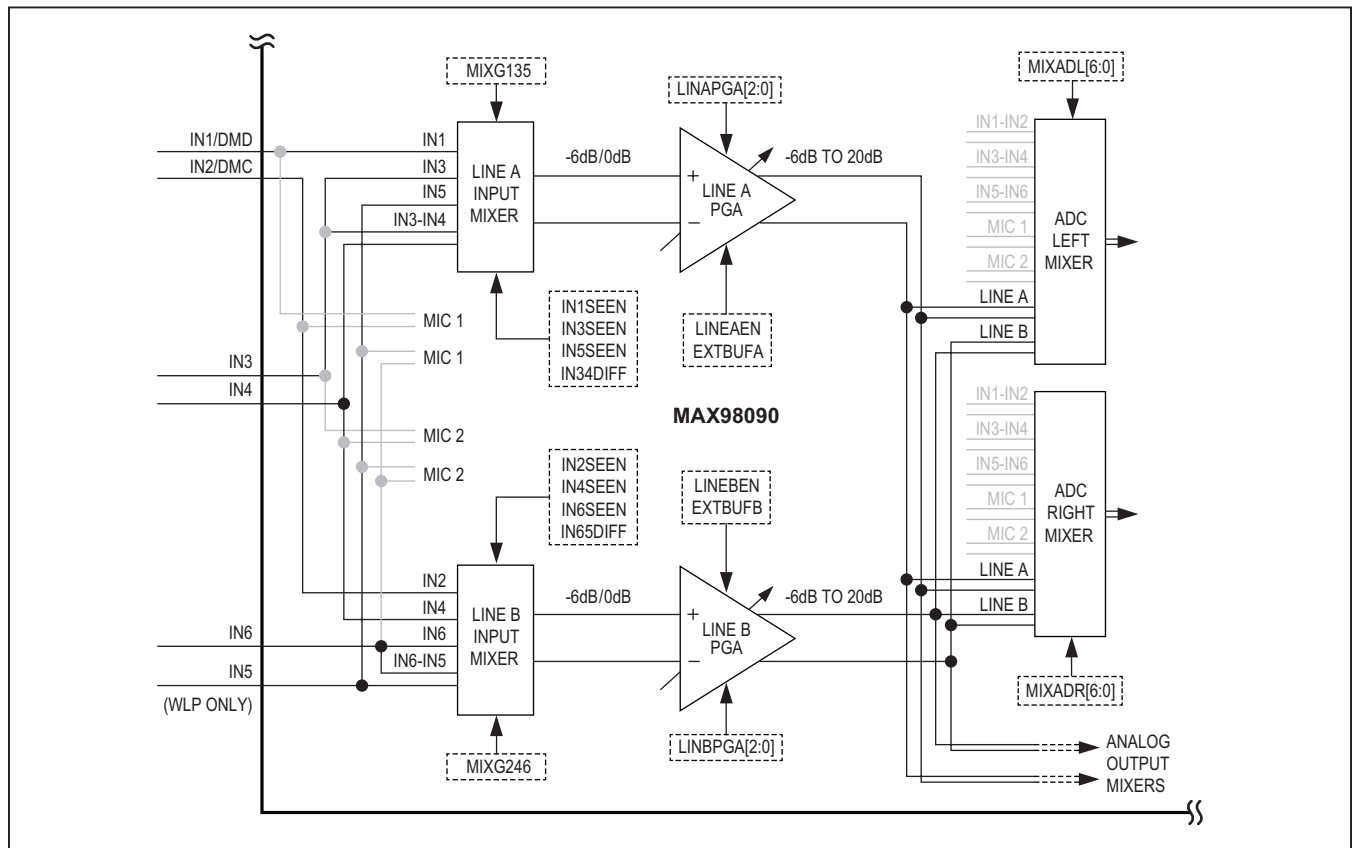 MIXG135
LINAPGA[2:0]
MIXADL[6:0]
IN1/DMD
IN2/DMC
IN3
IN4
IN6
IN5
(WLP ONLY)
IN1
IN3
IN5
IN3-IN4
LINE A
INPUT
MIXER
-6dB/0dB
+
−
LINE A
PGA
-6dB TO 20dB
IN1SEEN
IN3SEEN
IN5SEEN
IN34DIFF
LINEAEN
EXTBUFA
MIC 1
MIC 1
MIC 2
MIC 2
MAX98090
IN2SEEN
IN4SEEN
IN6SEEN
IN65DIFF
LINEBEN
EXTBUFB
IN2
IN4
IN6
IN6-IN5
LINE B
INPUT
MIXER
-6dB/0dB
+
−
LINE B
PGA
-6dB TO 20dB
MIXG246
LINBPGA[2:0]
IN1-IN2
IN3-IN4
IN5-IN6
MIC 1
MIC 2
LINE A
LINE B
ADC
LEFT
MIXER
IN1-IN2
IN3-IN4
IN5-IN6
MIC 1
MIC 2
LINE A
LINE B
ADC
RIGHT
MIXER
MIXADR[6:0]
ANALOG
OUTPUT
MIXERS